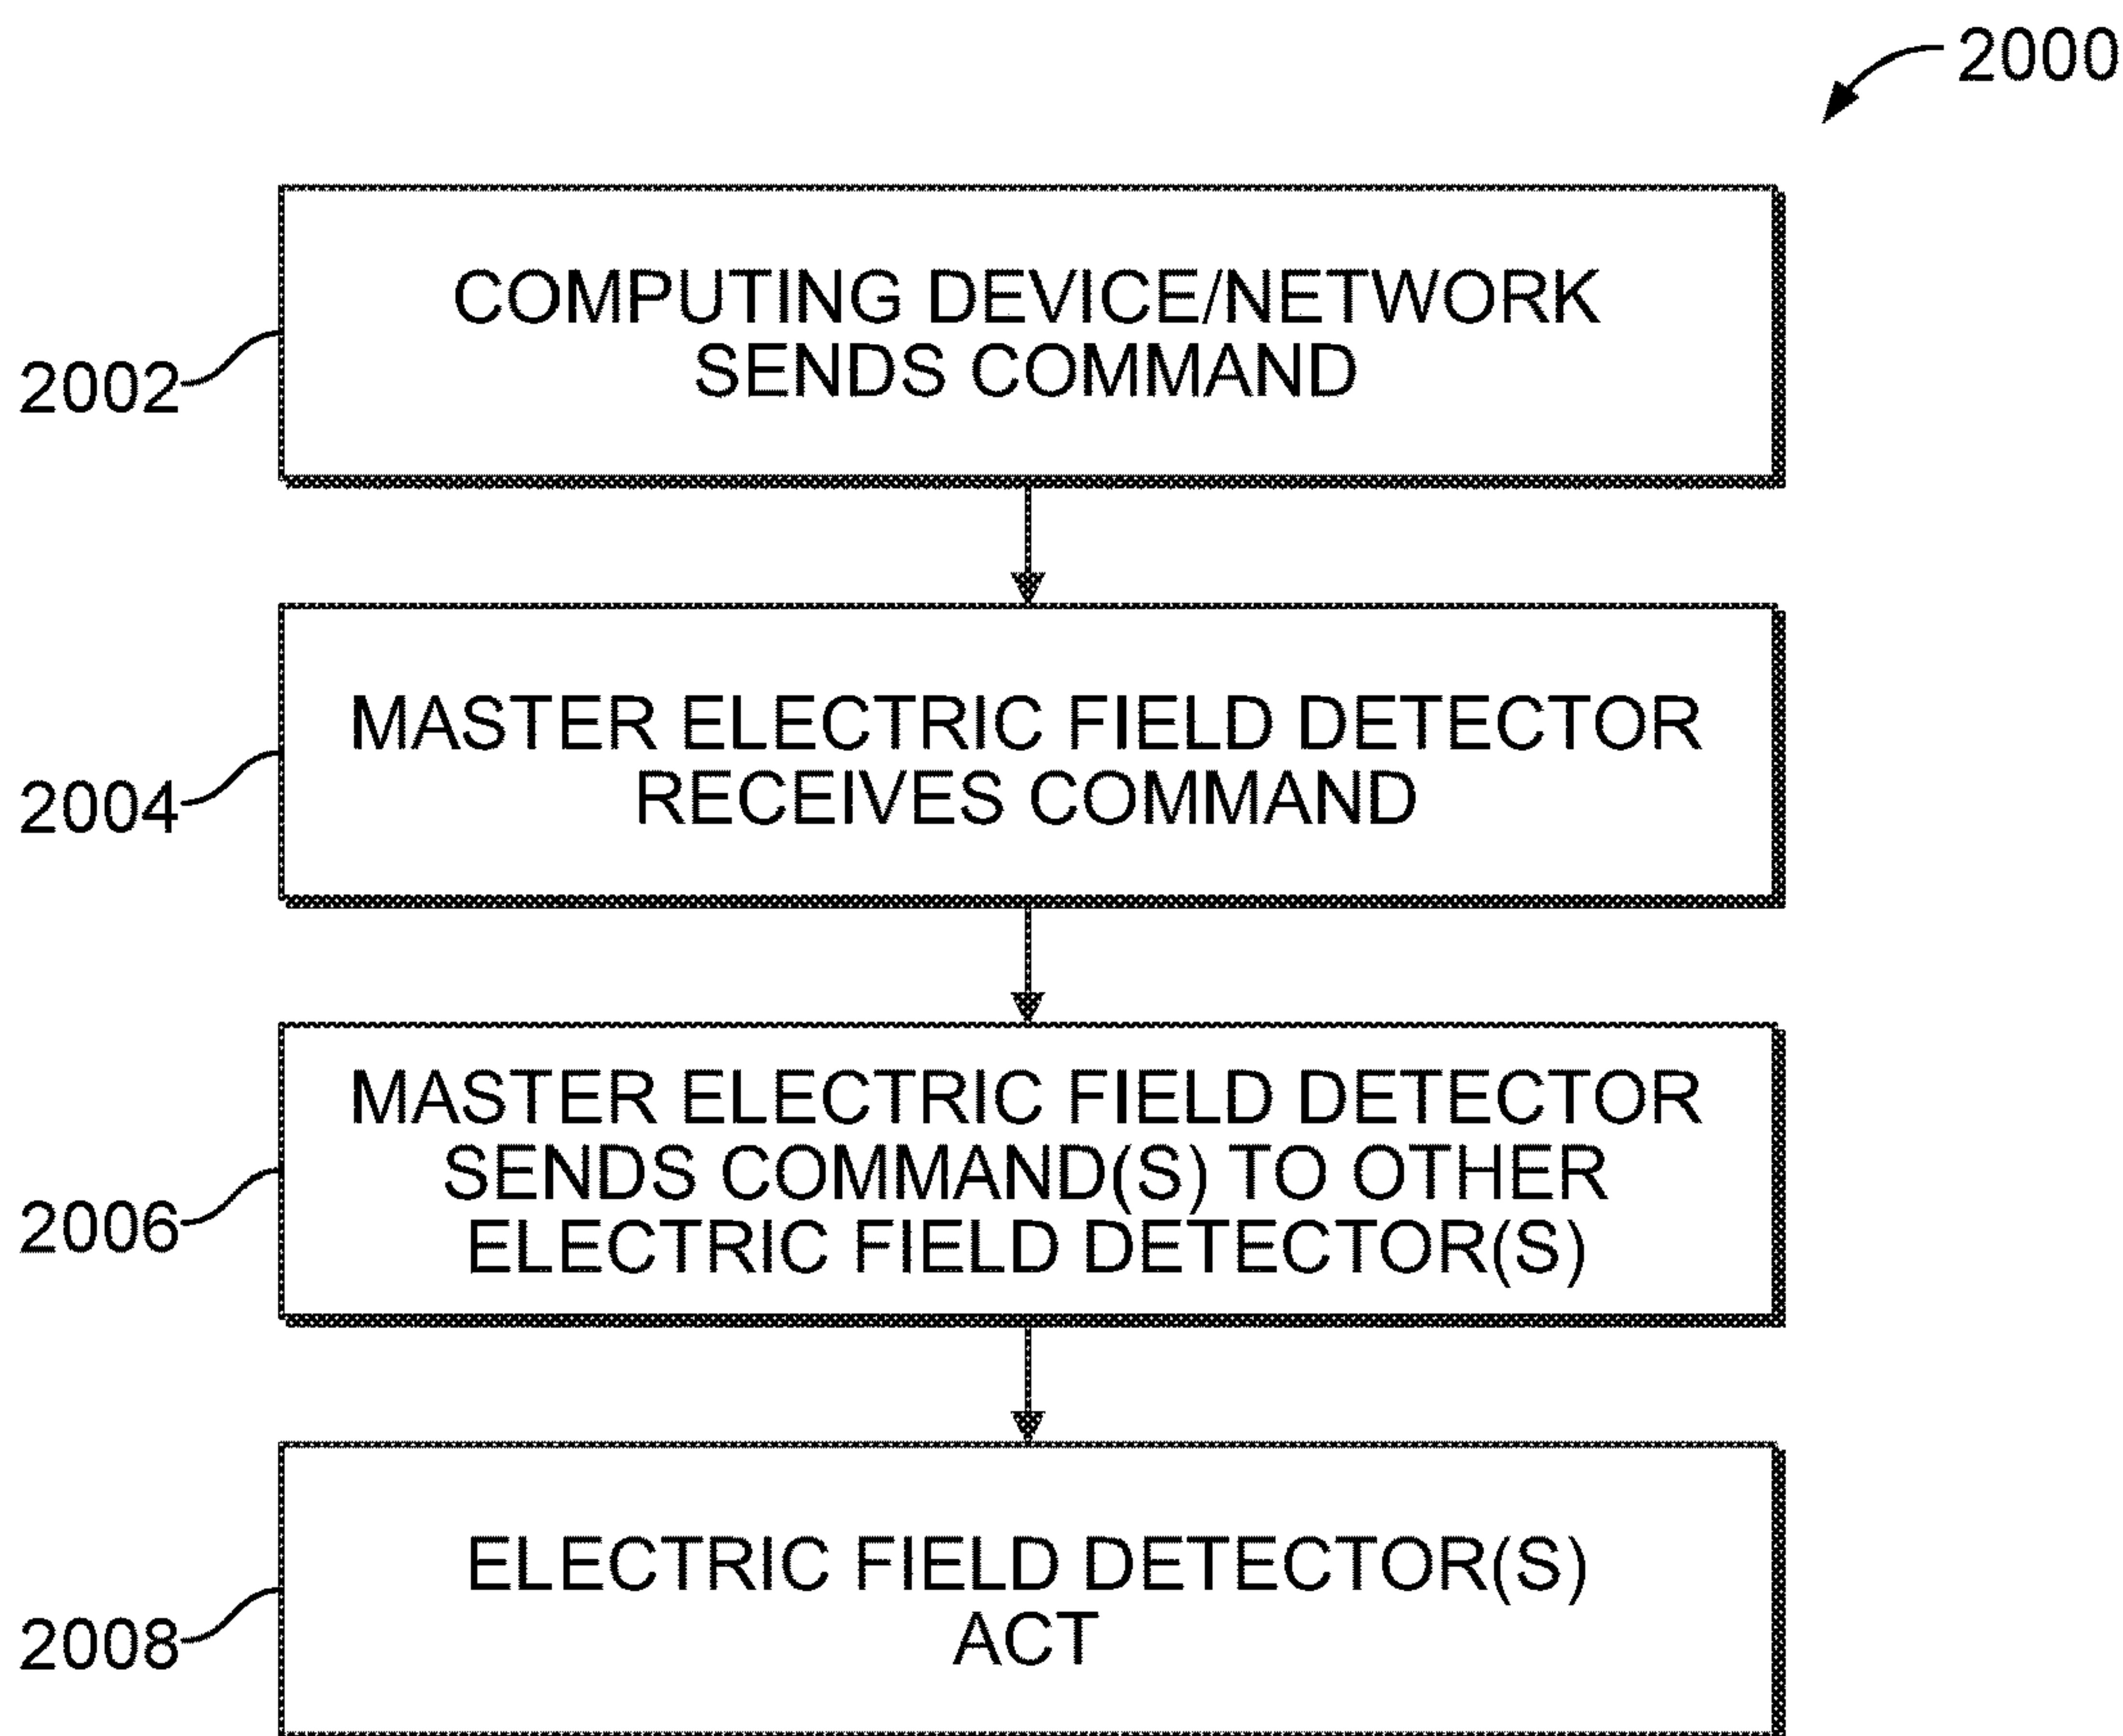 2000
COMPUTING DEVICE/NETWORK
SENDS COMMAND
2002
MASTER ELECTRIC FIELD DETECTOR
RECEIVES COMMAND
2004
MASTER ELECTRIC FIELD DETECTOR
SENDS COMMAND(S) TO OTHER
ELECTRIC FIELD DETECTOR(S)
2006
ELECTRIC FIELD DETECTOR(S)
ACT
2008